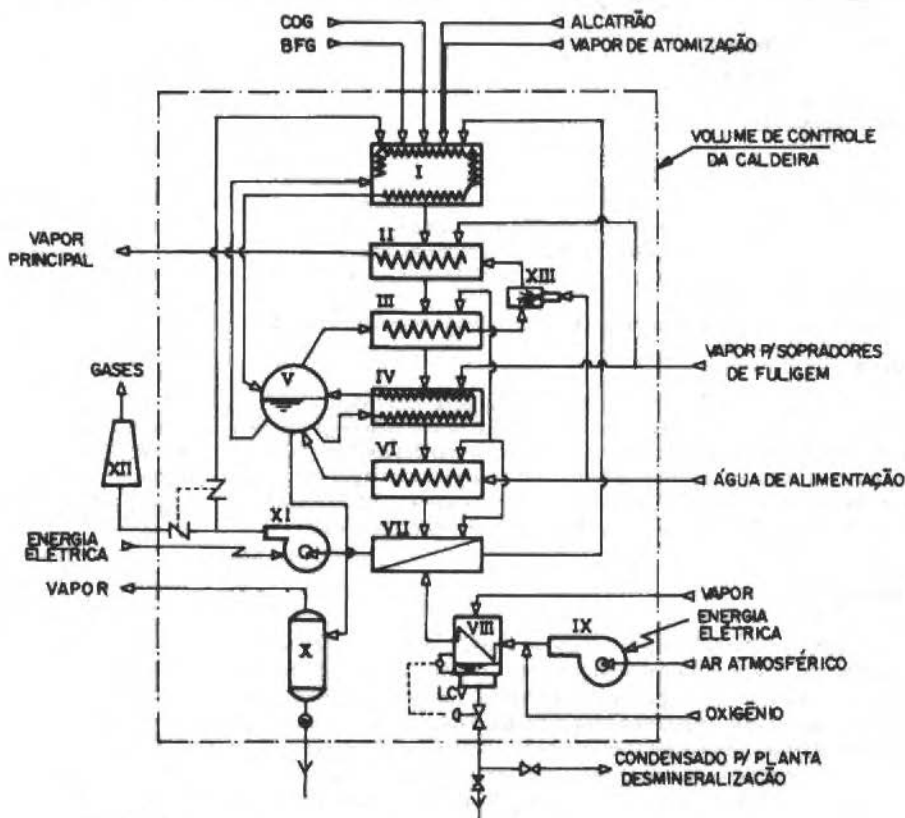 COG
BFG
ALCATRÃO
VAPOR DE ATOMIZAÇÃO
VOLUME DE CONTROLE
DA CALDEIRA
I
VAPOR
PRINCIPAL
II
XIII
III
VAPOR P/SOPRADORES
DE FULIGEM
GASES
V
IV
XII
VI
ÁGUA DE ALIMENTAÇÃO
XI
VII
ENERGIA
ELÉTRICA
VAPOR
VAPOR
ENERGIA
ELÉTRICA
VIII
IX
X
AR ATMOSFÉRICO
LCV
OXIGÊNIO
CONDENSADO P/ PLANTA
DESMINERALIZAÇÃO